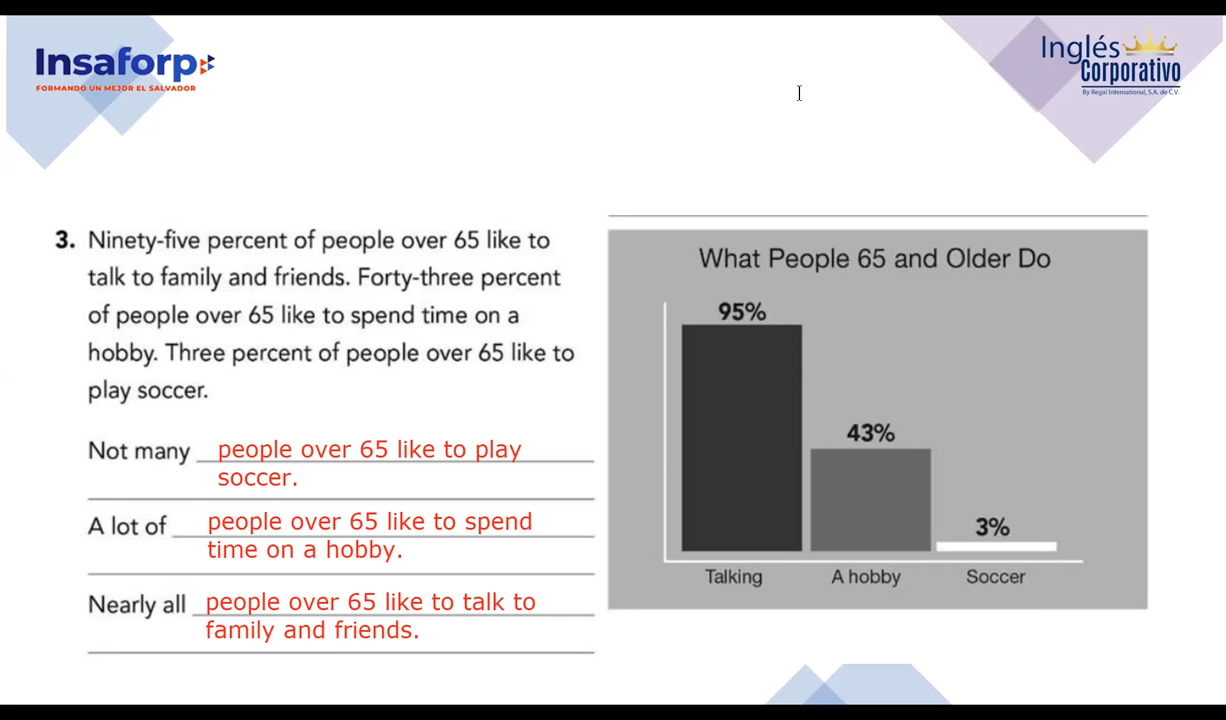 Insaforp
FORMANDO UN MEJOR EL SALVADOR
Inglés
Corporativo
By Regal International, S.A. de C.V.
3. Ninety-five percent of people over 65 like to
talk to family and friends. Forty-three percent
of people over 65 like to spend time on a
hobby. Three percent of people over 65 like to
play soccer.
Not many people over 65 like to play
soccer.
A lot of people over 65 like to spend
time on a hobby.
Nearly all people over 65 like to talk to
family and friends.
What People 65 and Older Do
95%
43%
3%
Talking
A hobby
Soccer